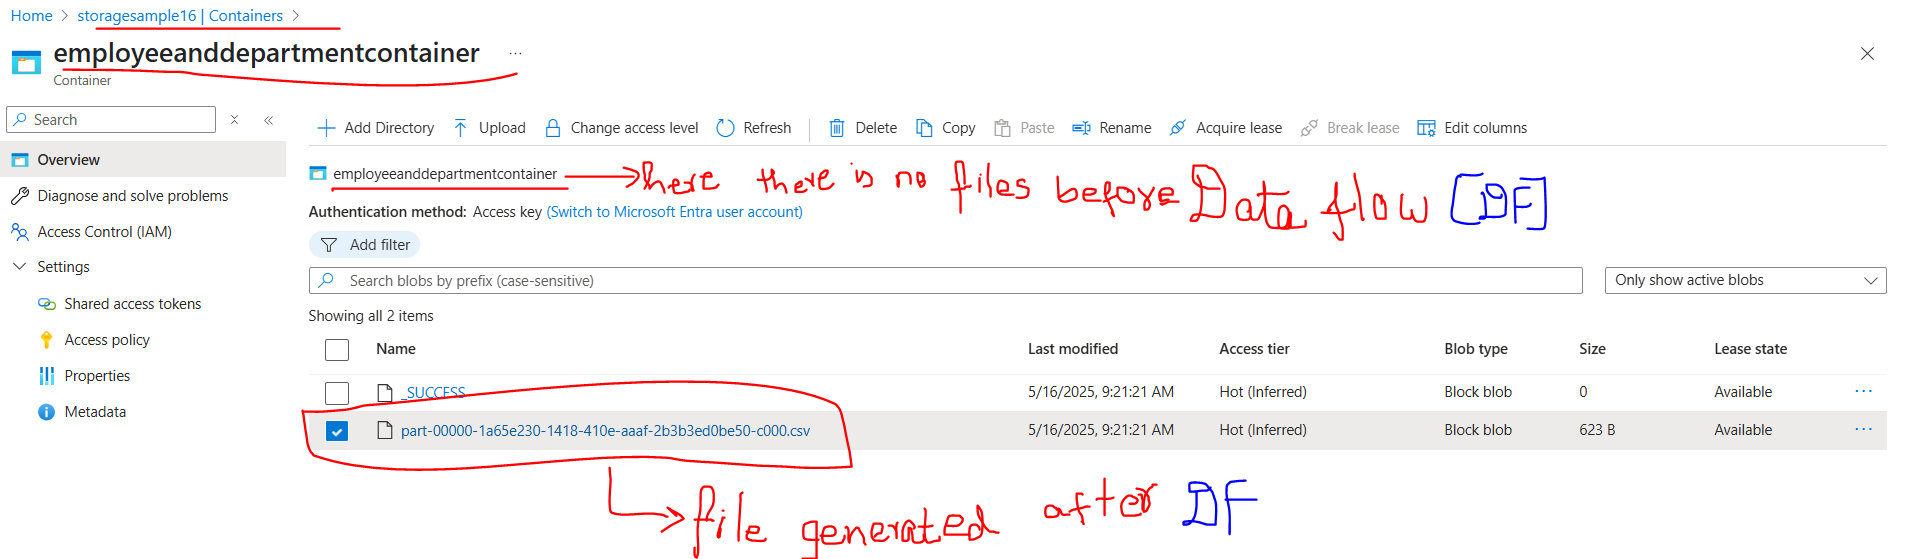 Home > storagesample16 | Containers >
employeeanddepartmentcontainer ...
Container
Search
Add Directory Upload Change access level Refresh Delete Copy Paste Rename Acquire lease Break lease Edit columns
Overview
Diagnose and solve problems
Access Control (IAM)
Settings
Shared access tokens
Access policy
Properties
Metadata
employeeanddepartmentcontainer
here there is no files before Data flow [DF]
Authentication method: Access key (Switch to Microsoft Entra user account)
Add filter
Search blobs by prefix (case-sensitive)
Only show active blobs
Showing all 2 items
Name Last modified Access tier Blob type Size Lease state
_SUCCESS 5/16/2025, 9:21:21 AM Hot (Inferred) Block blob 0 Available ...
part-00000-1a65e230-1418-410e-aaaf-2b3b3ed0be50-c000.csv 5/16/2025, 9:21:21 AM Hot (Inferred) Block blob 623 B Available ...
file generated after DF